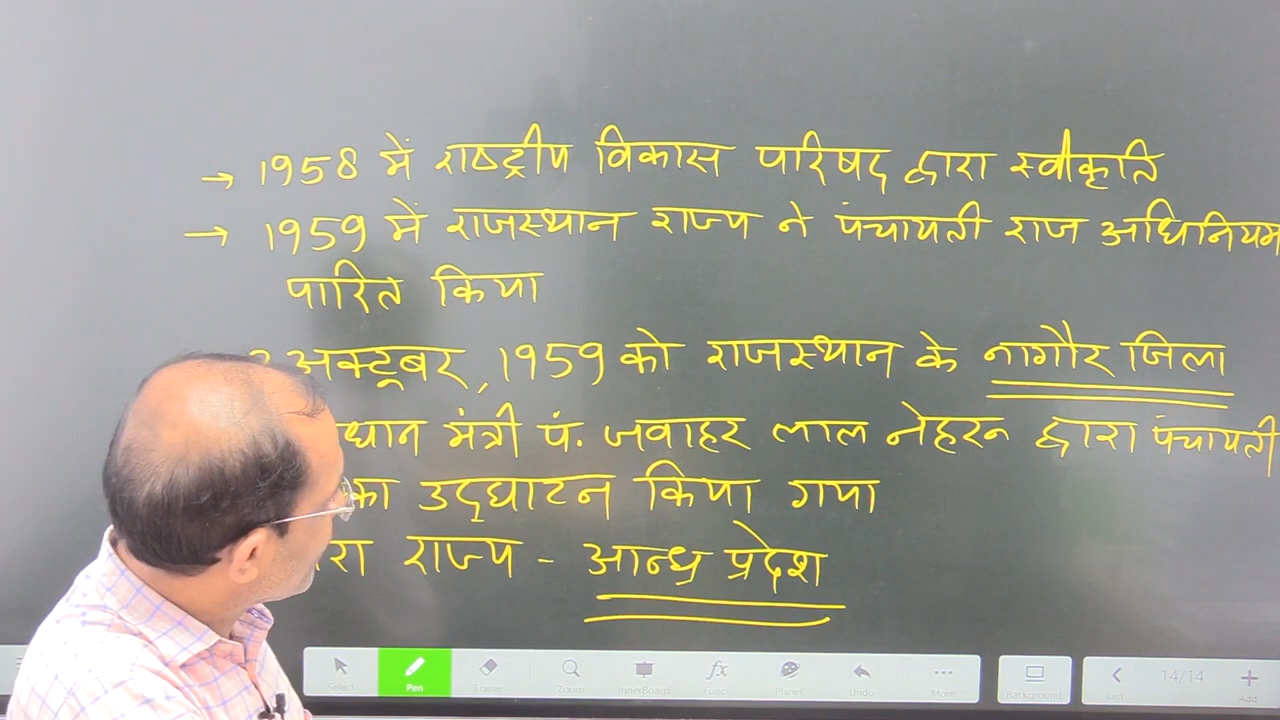 → 1958 में राष्ट्रीय विकास परिषद द्वारा स्वीकृति
→ 1959 में राजस्थान राज्य ने पंचायती राज अधिनियम
पारित किया
अक्टूबर, 1959 को राजस्थान के नागौर जिला
मंत्री पं. जवाहर लाल नेहरू द्वारा पंचायती
का उद्घाटन किया गया
राज्य - आन्ध्र प्रदेश
Select
Pen
Eraser
Zoom
InnerBoard
Funct
Planet
Undo
More
Background
Last
14/14
Add